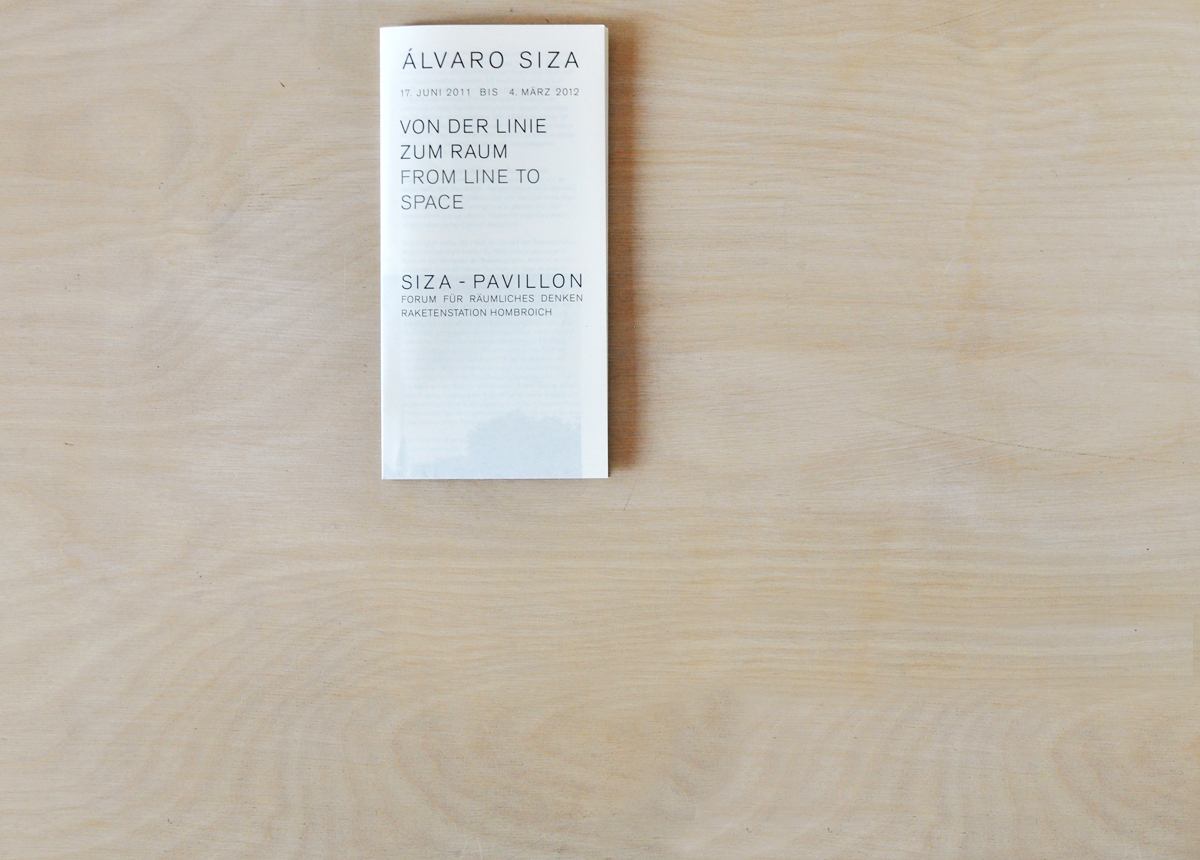 ÁLVARO SIZA
17. JUNI 2011 BIS 4. MÄRZ 2012
VON DER LINIE
ZUM RAUM
FROM LINE TO
SPACE
SIZA - PAVILLON
FORUM FÜR RÄUMLICHES DENKEN
RAKETENSTATION HOMBROICH